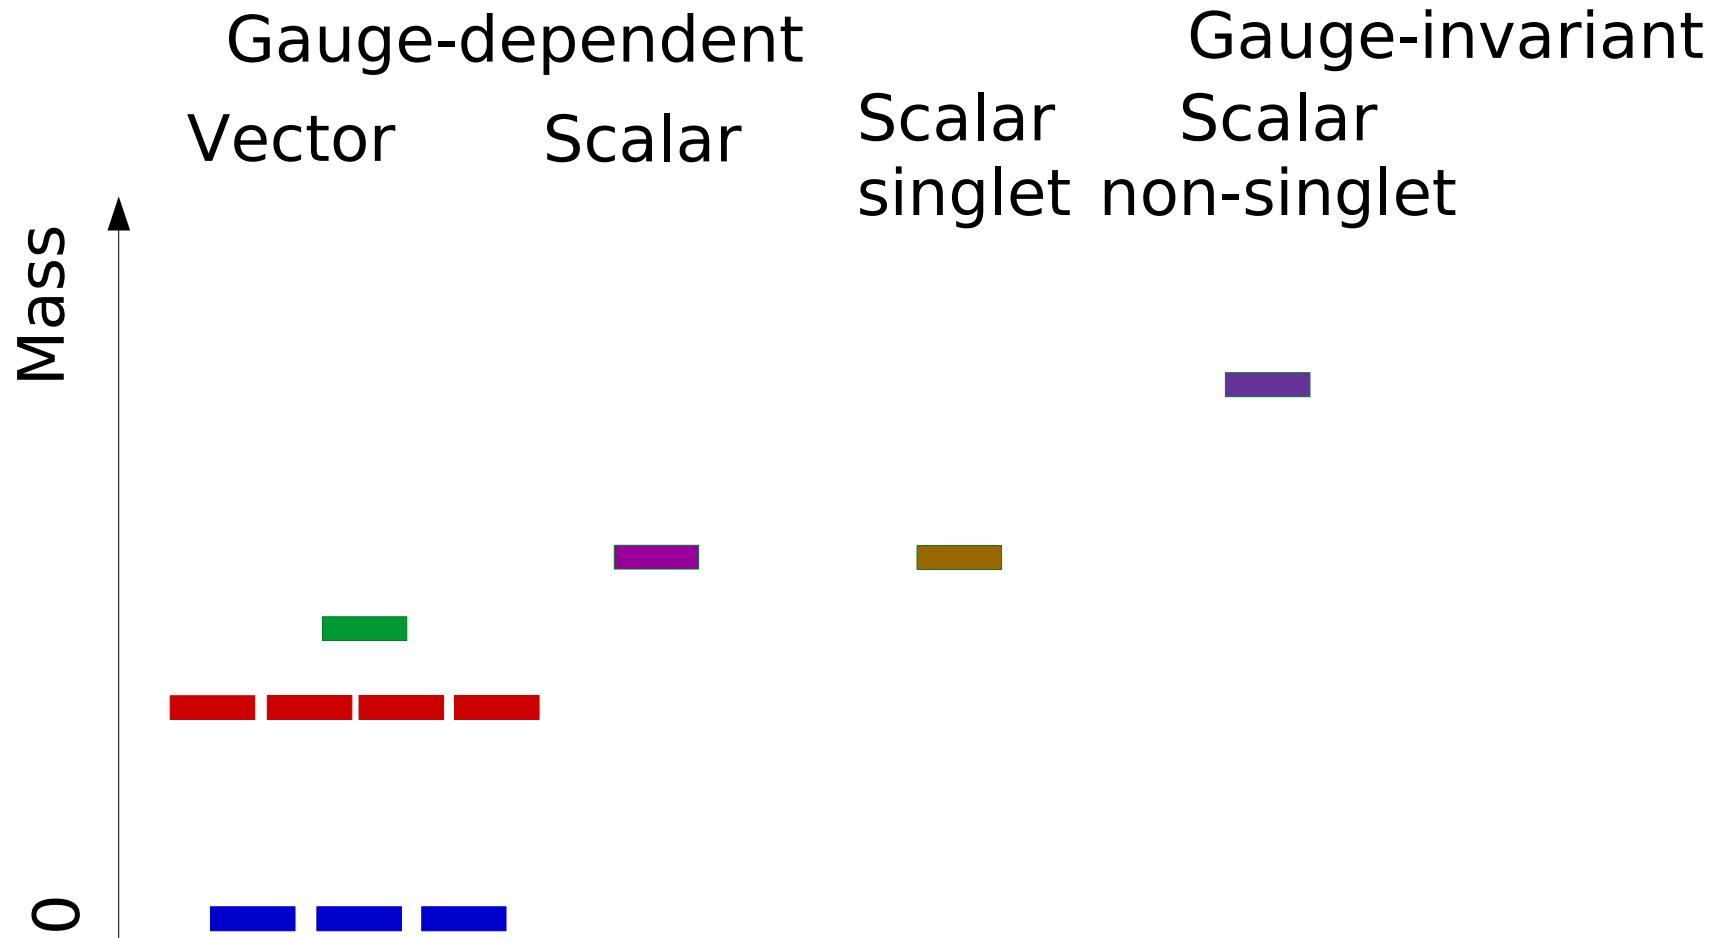 Gauge-dependent
Gauge-invariant
Vector
Scalar
Scalar
singlet
Scalar
non-singlet
Mass
0